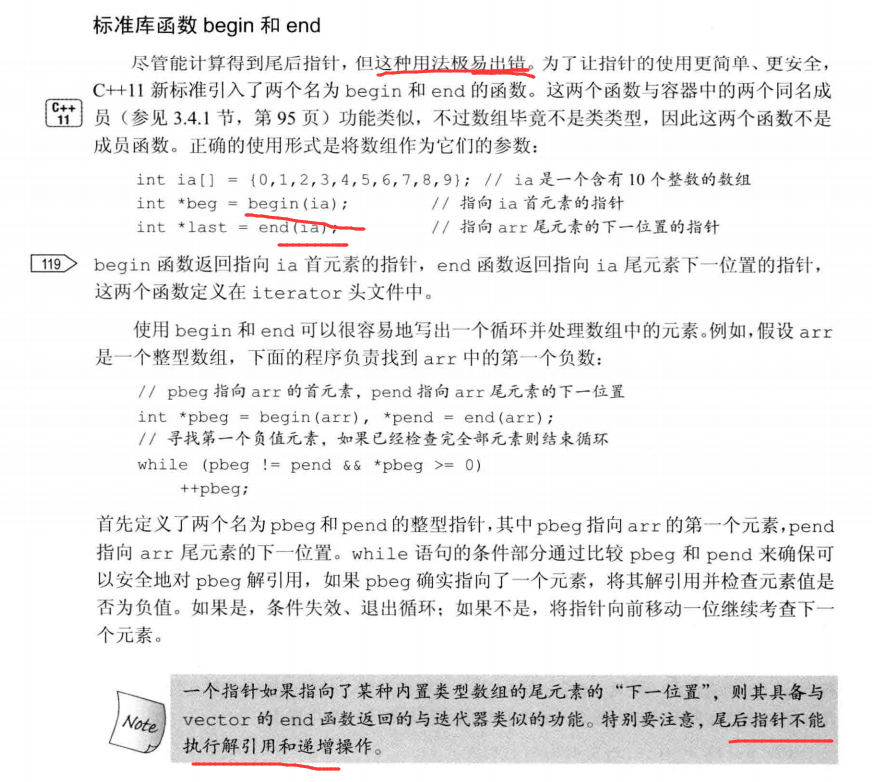 标准库函数 begin 和 end
尽管能计算得到尾后指针，但这种用法极易出错。为了让指针的使用更简单、更安全，
C++11 新标准引入了两个名为 begin 和 end 的函数。这两个函数与容器中的两个同名成
C++
11
员（参见 3.4.1 节，第 95 页）功能类似，不过数组毕竟不是类类型，因此这两个函数不是
成员函数。正确的使用形式是将数组作为它们的参数：
int ia[] = {0,1,2,3,4,5,6,7,8,9}; // ia 是一个含有 10 个整数的数组
int *beg = begin(ia); // 指向 ia 首元素的指针
int *last = end(ia); // 指向 arr 尾元素的下一位置的指针
119
begin 函数返回指向 ia 首元素的指针，end 函数返回指向 ia 尾元素下一位置的指针，
这两个函数定义在 iterator 头文件中。
使用 begin 和 end 可以很容易地写出一个循环并处理数组中的元素。例如，假设 arr
是一个整型数组，下面的程序负责找到 arr 中的第一个负数：
// pbeg 指向 arr 的首元素，pend 指向 arr 尾元素的下一位置
int *pbeg = begin(arr), *pend = end(arr);
// 寻找第一个负值元素，如果已经检查完全部元素则结束循环
while (pbeg != pend && *pbeg >= 0)
++pbeg;
首先定义了两个名为 pbeg 和 pend 的整型指针，其中 pbeg 指向 arr 的第一个元素，pend
指向 arr 尾元素的下一位置。while 语句的条件部分通过比较 pbeg 和 pend 来确保可
以安全地对 pbeg 解引用，如果 pbeg 确实指向了一个元素，将其解引用并检查元素值是
否为负值。如果是，条件失效、退出循环；如果不是，将指针向前移动一位继续考查下一
个元素。
Note
一个指针如果指向了某种内置类型数组的尾元素的“下一位置”，则其具备与
vector 的 end 函数返回的与迭代器类似的功能。特别要注意，尾后指针不能
执行解引用和递增操作。